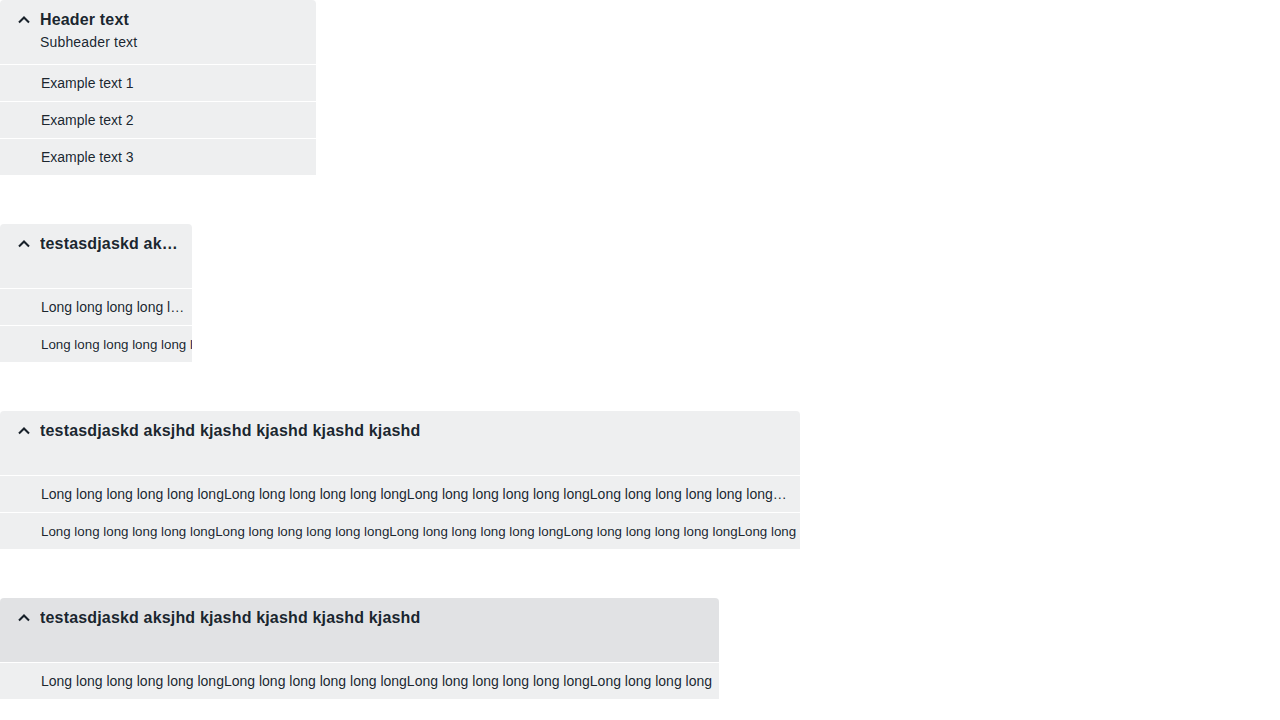 Header text
Subheader text
Example text 1
Example text 2
Example text 3
testasdjaskd ak…
Long long long long l…
Long long long long long
testasdjaskd aksjhd kjashd kjashd kjashd kjashd
Long long long long long longLong long long long long longLong long long long long longLong long long long long long…
Long long long long long longLong long long long long longLong long long long long longLong long long long long longLong long
testasdjaskd aksjhd kjashd kjashd kjashd kjashd
Long long long long long longLong long long long long longLong long long long long longLong long long long